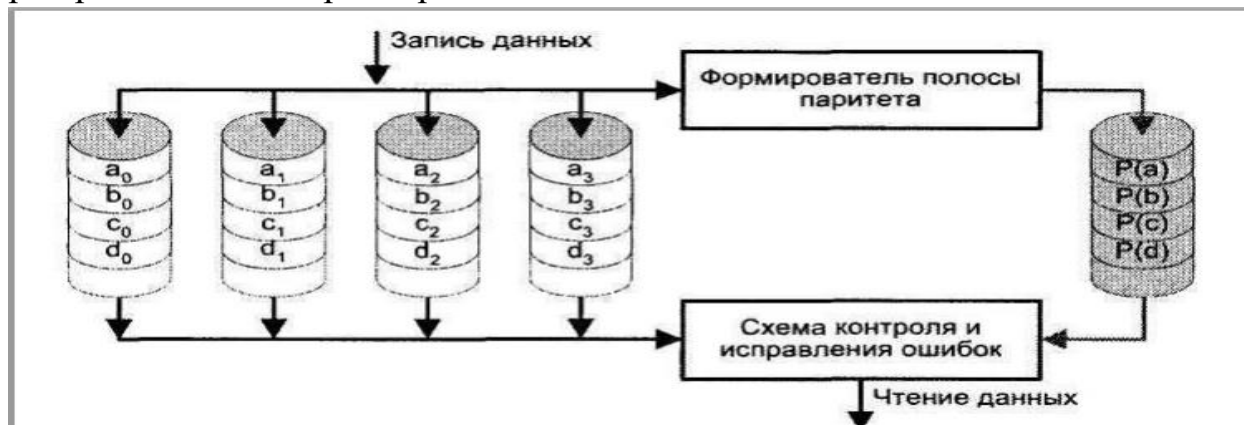 Запись данных
Формирователь полосы
паритета
a₀ a₁ a₂ a₃ P(a)
b₀ b₁ b₂ b₃ P(b)
c₀ c₁ c₂ c₃ P(c)
d₀ d₁ d₂ d₃ P(d)
Схема контроля и
исправления ошибок
Чтение данных